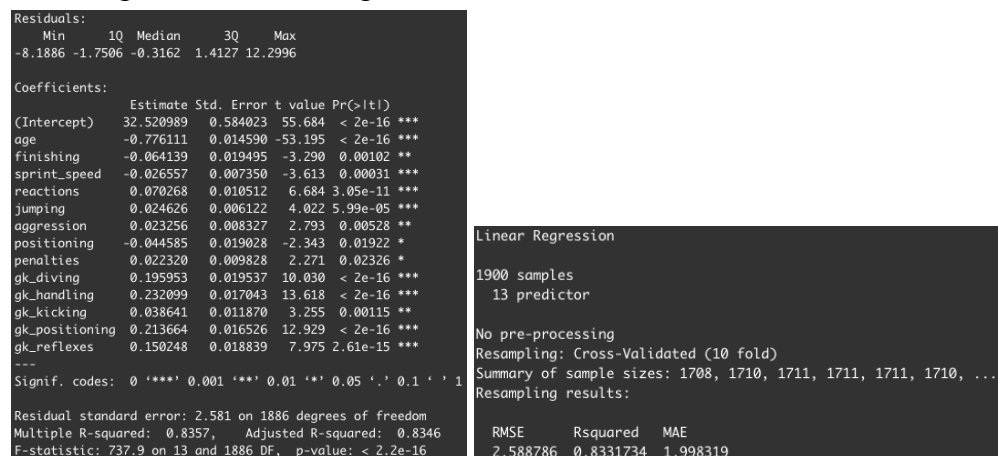 Residuals:
    Min      1Q  Median      3Q     Max
-8.1886 -1.7506 -0.3162  1.4127 12.2996
Coefficients:
               Estimate Std. Error t value Pr(>|t|)
(Intercept)   32.520989   0.584023  55.684  < 2e-16 ***
age           -0.776111   0.014590 -53.195  < 2e-16 ***
finishing     -0.064139   0.019495  -3.290  0.00102 **
sprint_speed  -0.026557   0.007350  -3.613  0.00031 ***
reactions      0.070268   0.010512   6.684 3.05e-11 ***
jumping        0.024626   0.006122   4.022 5.99e-05 ***
aggression     0.023256   0.008327   2.793  0.00528 **
positioning   -0.044585   0.019028  -2.343  0.01922 *
penalties      0.022320   0.009828   2.271  0.02326 *
gk_diving      0.195953   0.019537  10.030  < 2e-16 ***
gk_handling    0.232099   0.017043  13.618  < 2e-16 ***
gk_kicking     0.038641   0.011870   3.255  0.00115 **
gk_positioning 0.213664   0.016526  12.929  < 2e-16 ***
gk_reflexes    0.150248   0.018839   7.975 2.61e-15 ***
---
Signif. codes:  0 ‘***’ 0.001 ‘**’ 0.01 ‘*’ 0.05 ‘.’ 0.1 ‘ ’ 1
Residual standard error: 2.581 on 1886 degrees of freedom
Multiple R-squared:  0.8357,	Adjusted R-squared:  0.8346
F-statistic: 737.9 on 13 and 1886 DF,  p-value: < 2.2e-16
Linear Regression
1900 samples
  13 predictor
No pre-processing
Resampling: Cross-Validated (10 fold)
Summary of sample sizes: 1708, 1710, 1711, 1711, 1711, 1710, ...
Resampling results:
  RMSE      Rsquared   MAE
  2.588786  0.8331734  1.998319